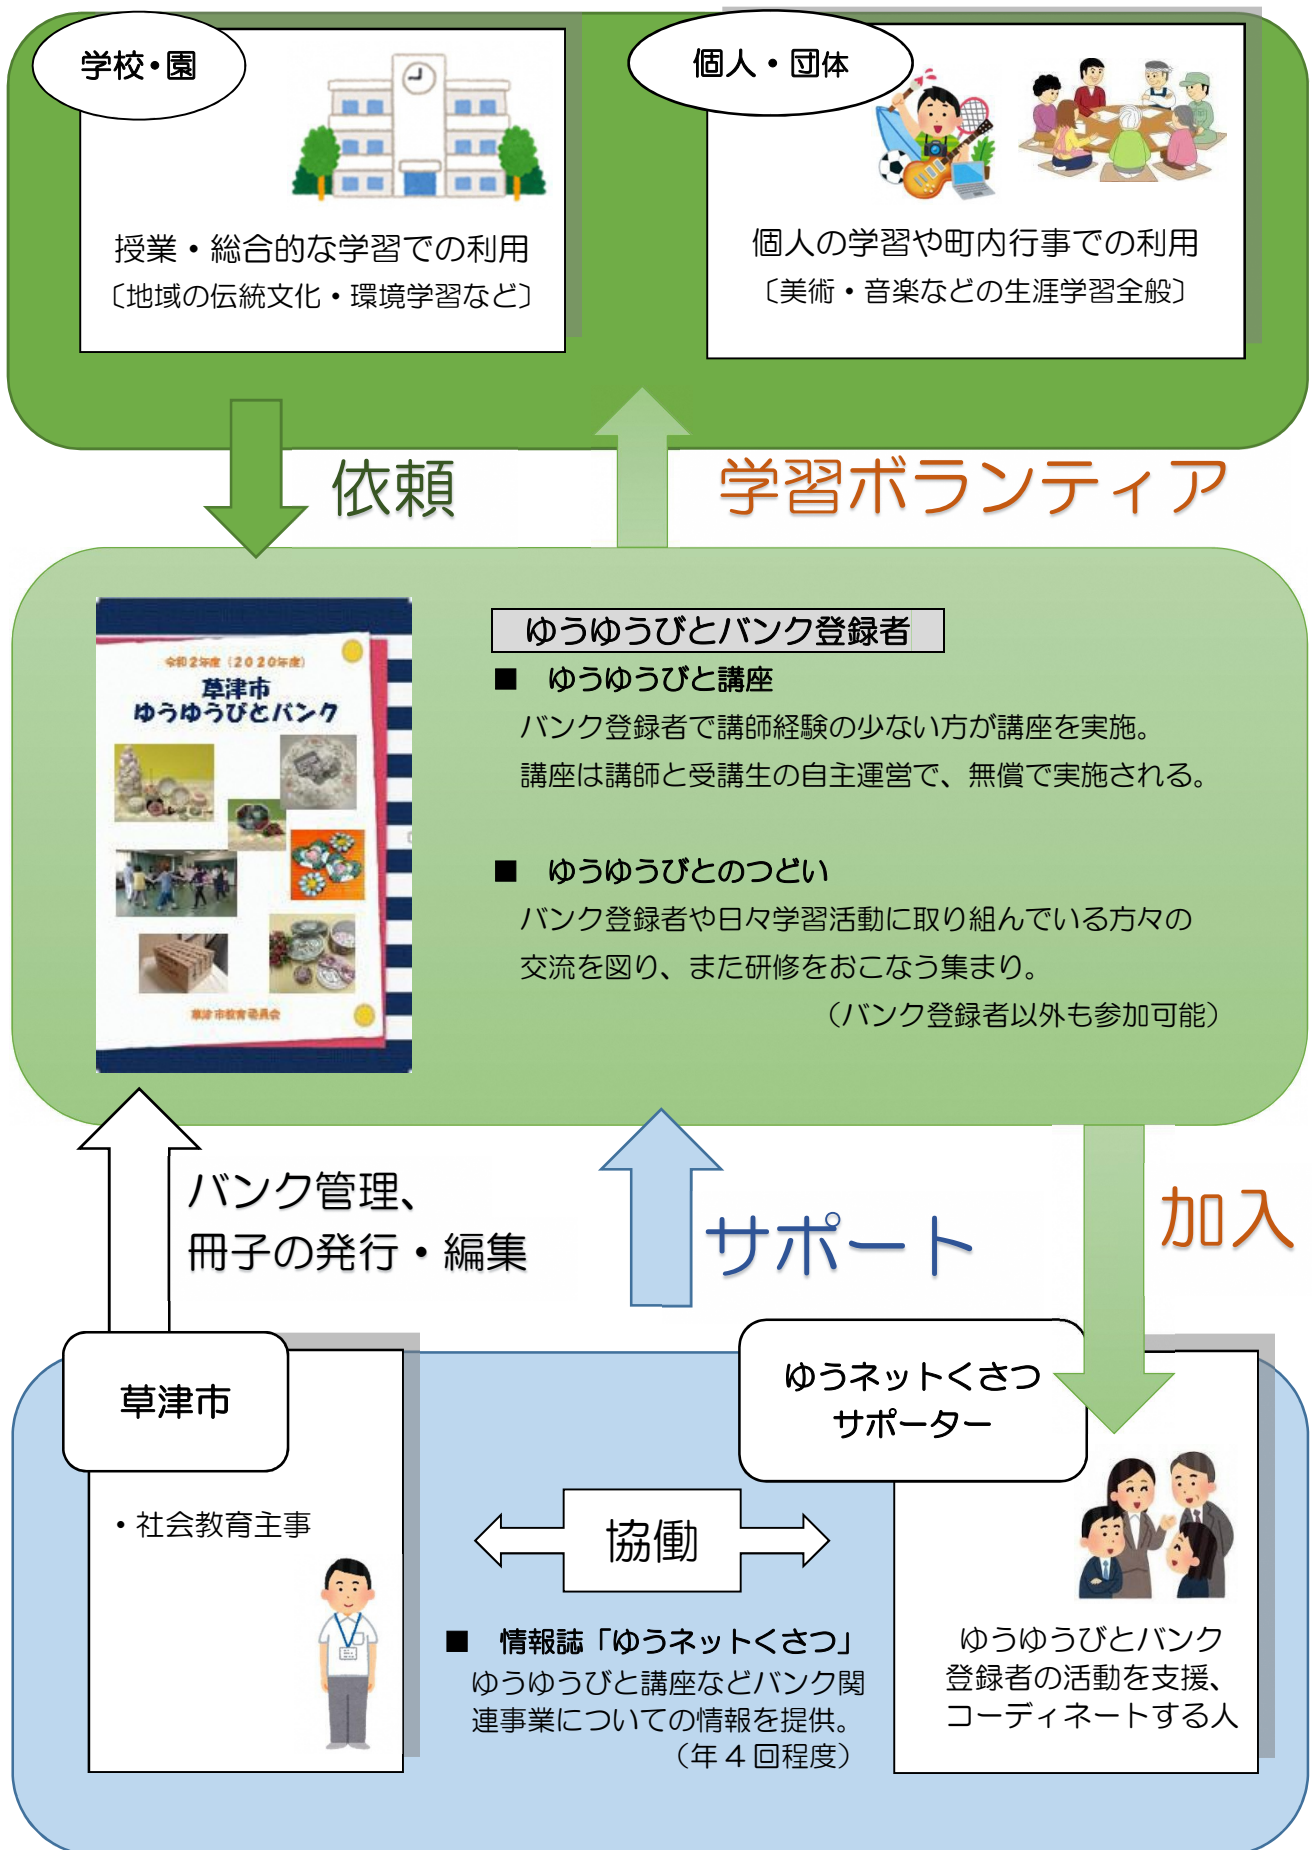 学校・園
授業・総合的な学習での利用
〔地域の伝統文化・環境学習など〕
個人・団体
個人の学習や町内行事での利用
〔美術・音楽などの生涯学習全般〕
依頼
学習ボランティア
令和2年度(2020年度)
草津市
ゆうゆうびとバンク
草津市教育委員会
ゆうゆうびとバンク登録者
■ ゆうゆうびと講座
バンク登録者で講師経験の少ない方が講座を実施。
講座は講師と受講生の自主運営で、無償で実施される。
■ ゆうゆうびとのつどい
バンク登録者や日々学習活動に取り組んでいる方々の
交流を図り、また研修をおこなう集まり。
（バンク登録者以外も参加可能）
バンク管理、
冊子の発行・編集
サポート
加入
草津市
・社会教育主事
協働
■ 情報誌「ゆうネットくさつ」
ゆうゆうびと講座などバンク関
連事業についての情報を提供。
（年４回程度）
ゆうネットくさつ
サポーター
ゆうゆうびとバンク
登録者の活動を支援、
コーディネートする人